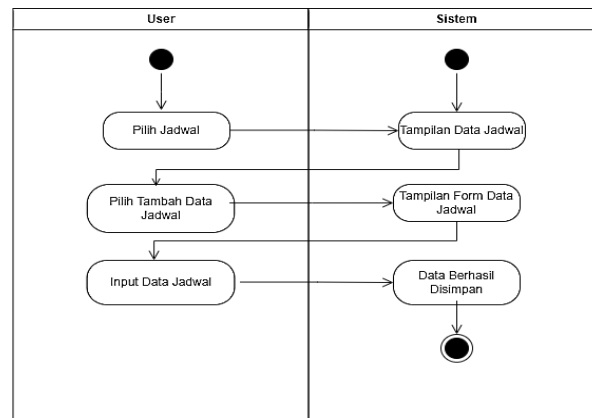 User
Sistem
Pilih Jadwal
Tampilan Data Jadwal
Pilih Tambah Data
Jadwal
Tampilan Form Data
Jadwal
Input Data Jadwal
Data Berhasil
Disimpan